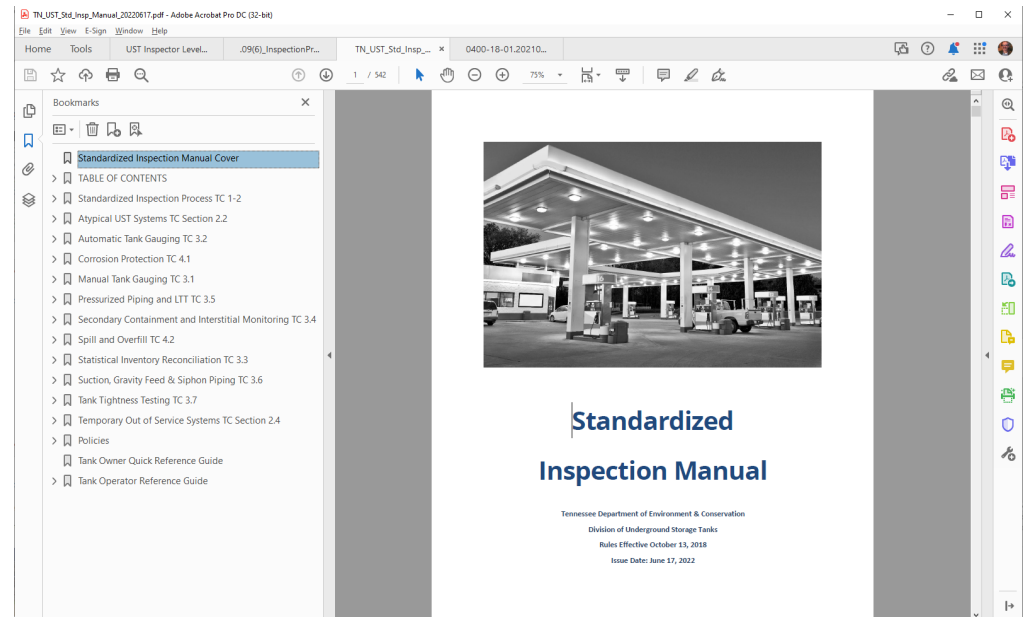 TN_UST_Std_Insp_Manual_20220617.pdf - Adobe Acrobat Pro DC (32-bit)
File Edit View E-Sign Window Help
Home Tools UST Inspector Level... .09(6)_InspectionPr... TN_UST_Std_Insp_... × 0400-18-01.20210...
1 / 542 75%
Bookmarks
Standardized Inspection Manual Cover
TABLE OF CONTENTS
Standardized Inspection Process TC 1-2
Atypical UST Systems TC Section 2.2
Automatic Tank Gauging TC 3.2
Corrosion Protection TC 4.1
Manual Tank Gauging TC 3.1
Pressurized Piping and LTT TC 3.5
Secondary Containment and Interstitial Monitoring TC 3.4
Spill and Overfill TC 4.2
Statistical Inventory Reconciliation TC 3.3
Suction, Gravity Feed & Siphon Piping TC 3.6
Tank Tightness Testing TC 3.7
Temporary Out of Service Systems TC Section 2.4
Policies
Tank Owner Quick Reference Guide
Tank Operator Reference Guide
Standardized
Inspection Manual
Tennessee Department of Environment & Conservation
Division of Underground Storage Tanks
Rules Effective October 13, 2018
Issue Date: June 17, 2022